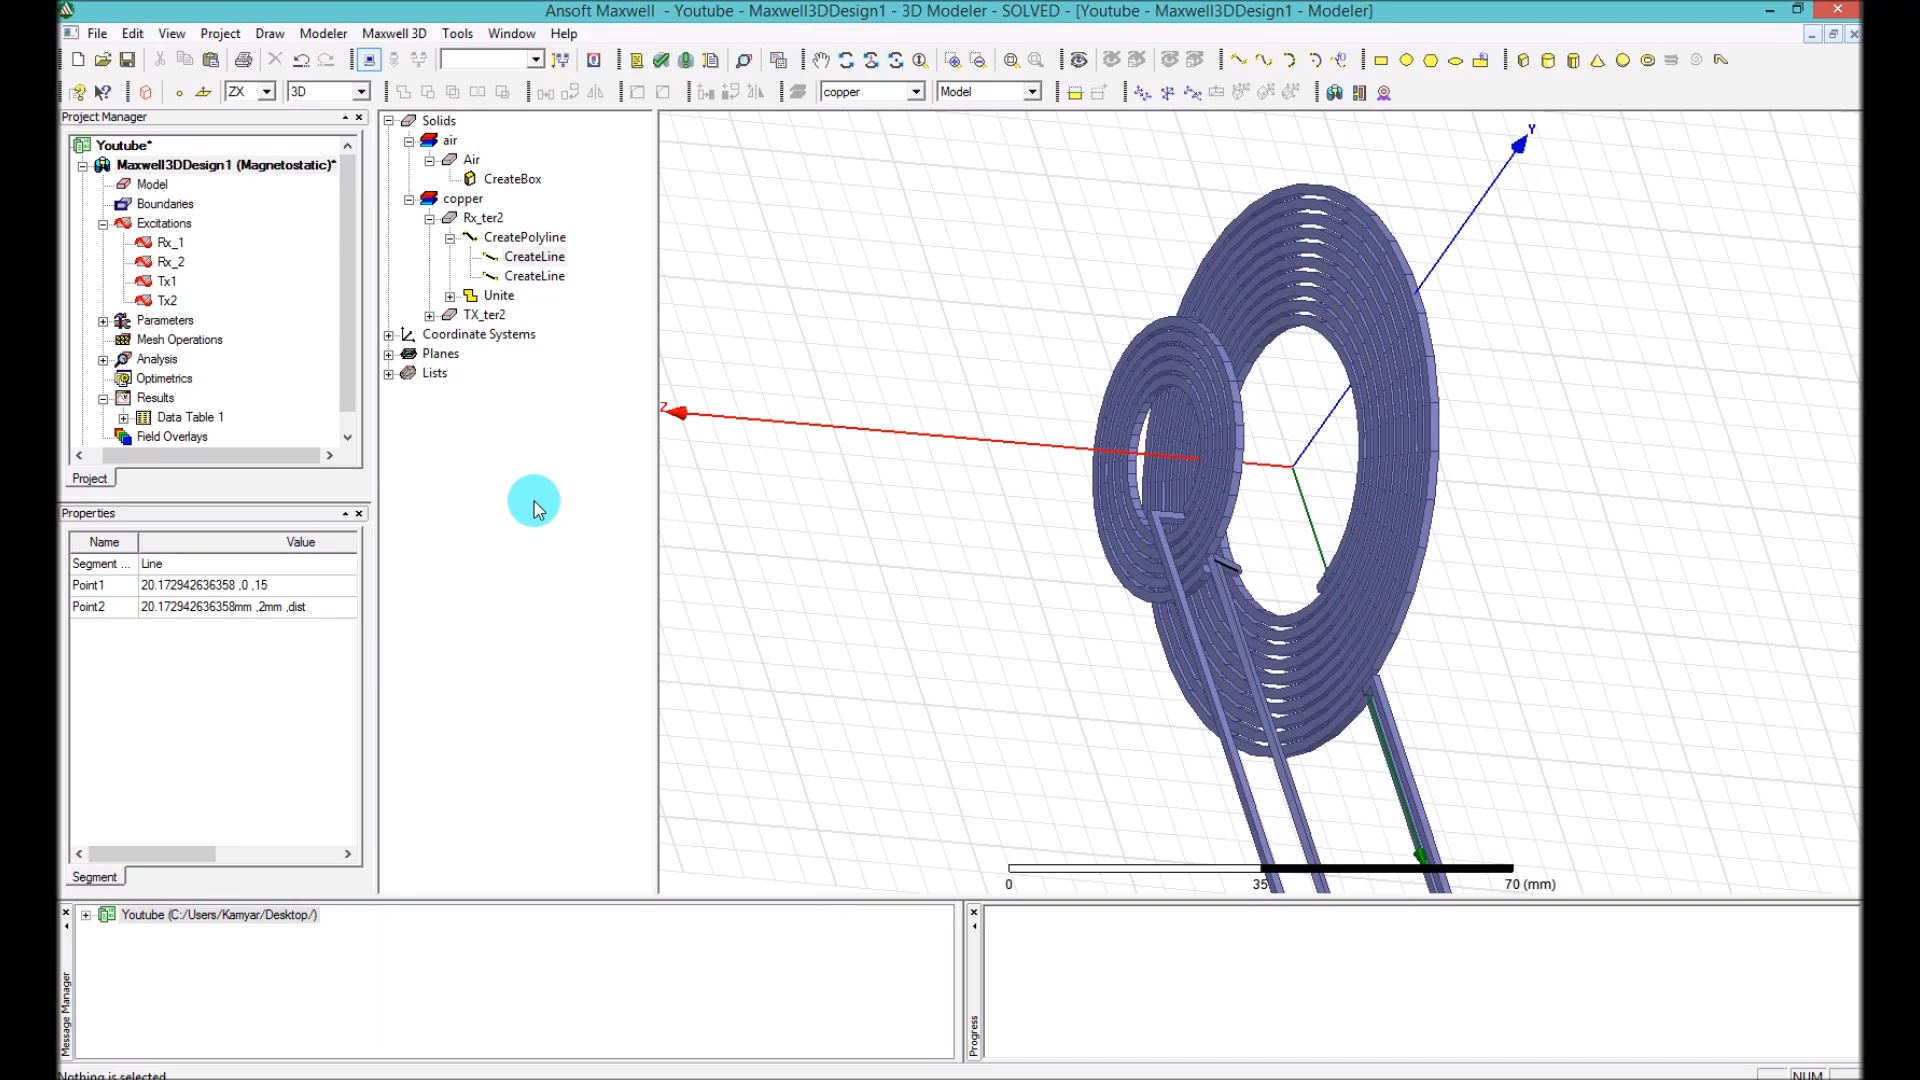 Ansoft Maxwell - Youtube - Maxwell3DDesign1 - 3D Modeler - SOLVED - [Youtube - Maxwell3DDesign1 - Modeler]
File Edit View Project Draw Modeler Maxwell 3D Tools Window Help
ZX 3D copper Model
Project Manager
Youtube*
Maxwell3DDesign1 (Magnetostatic)*
Model
Boundaries
Excitations
Rx_1
Rx_2
Tx1
Tx2
Parameters
Mesh Operations
Analysis
Optimetrics
Results
Data Table 1
Field Overlays
Project
Properties
Name Value
Segment ... Line
Point1 20.172942636358 ,0 ,15
Point2 20.172942636358mm ,2mm ,dist
Segment
Solids
air
Air
CreateBox
copper
Rx_ter2
CreatePolyline
CreateLine
CreateLine
Unite
TX_ter2
Coordinate Systems
Planes
Lists
Y
Z
0 35 70 (mm)
Youtube (C:/Users/Kamyar/Desktop/)
Message Manager
Progress
Nothing is selected
NUM